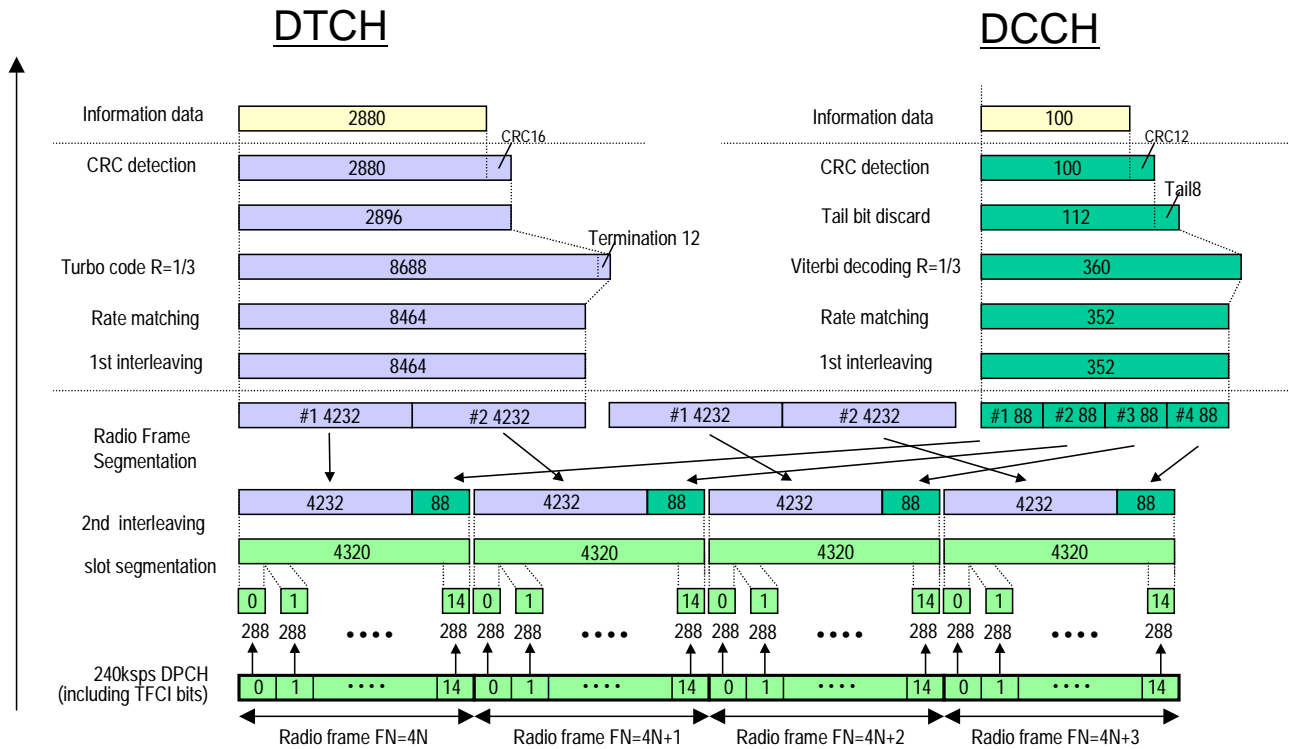 DTCH DCCH
Information data 2880 Information data 100
CRC16 CRC12
CRC detection 2880 CRC detection 100
Tail8
2896 Tail bit discard 112
Termination 12
Turbo code R=1/3 8688 Viterbi decoding R=1/3 360
Rate matching 8464 Rate matching 352
1st interleaving 8464 1st interleaving 352
#1 4232 #2 4232 #1 4232 #2 4232 #1 88 #2 88 #3 88 #4 88
Radio Frame
Segmentation
4232 88 4232 88 4232 88 4232 88
2nd interleaving
4320 4320 4320 4320
slot segmentation
0 1 14 0 1 14 0 1 14 0 1 14
288 288 •••• 288 288 288 •••• 288 288 288 •••• 288 288 288 •••• 288
240ksps DPCH
(including TFCI bits)
0 1 •••• 14 0 1 •••• 14 0 1 •••• 14 0 1 •••• 14
Radio frame FN=4N Radio frame FN=4N+1 Radio frame FN=4N+2 Radio frame FN=4N+3